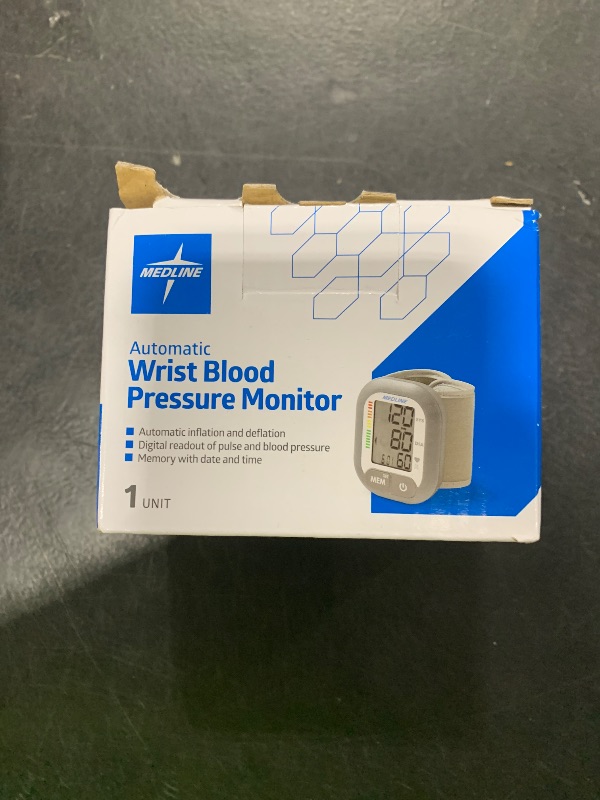 MEDLINE
Automatic
Wrist Blood
Pressure Monitor
Automatic inflation and deflation
Digital readout of pulse and blood pressure
Memory with date and time
1 UNIT
MEDLINE
120
80
60
MEM